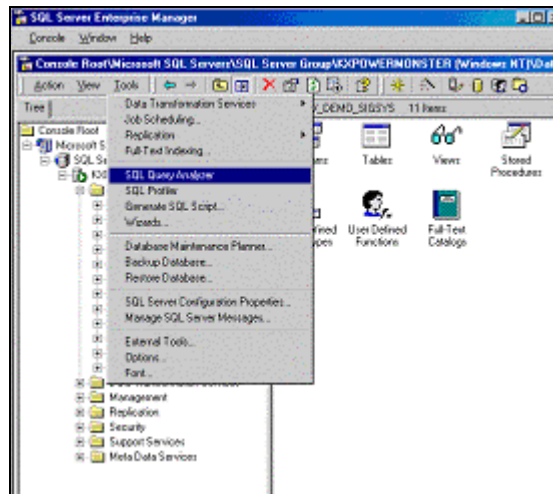 SQL Server Enterprise Manager
Console Window Help
Console Root\Microsoft SQL Servers\SQL Server Group\KXPOWERMONSTER (Windows NT)\Dat
Action View Tools
Tree
_DEMO_SIGSYS 11 Items
Data Transformation Services
Job Scheduling...
Replication
Full-Text Indexing...
SQL Query Analyzer
SQL Profiler
Generate SQL Script...
Wizards...
Database Maintenance Planner...
Backup Database...
Restore Database...
SQL Server Configuration Properties...
Manage SQL Server Messages...
External Tools...
Options...
Font...
Console Root
Microsoft S
SQL Se
Management
Replication
Security
Support Services
Meta Data Services
Tables
Views
Stored Procedures
User Defined Functions
Full-Text Catalogs